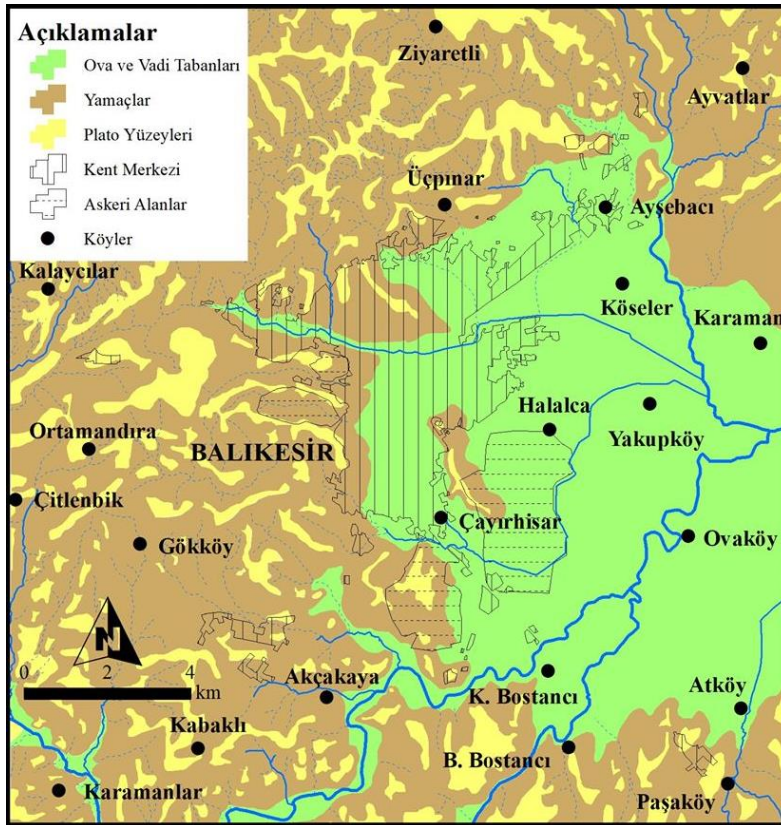 Açıklamalar
Ova ve Vadi Tabanları
Yamaçlar
Plato Yüzeyleri
Kent Merkezi
Askeri Alanlar
Köyler
Ziyaretli
Ayvatlar
Üçpınar
Ayşebacı
Kalaycılar
Köseler
Karaman
Halalca
Yakupköy
Ortamandıra
BALIKESİR
Çitlenbik
Çayırhisar
Gökköy
Ovaköy
N
0 2 4
km
Akçakaya
K. Bostancı
Atköy
Kabaklı
B. Bostancı
Karamanlar
Paşaköy